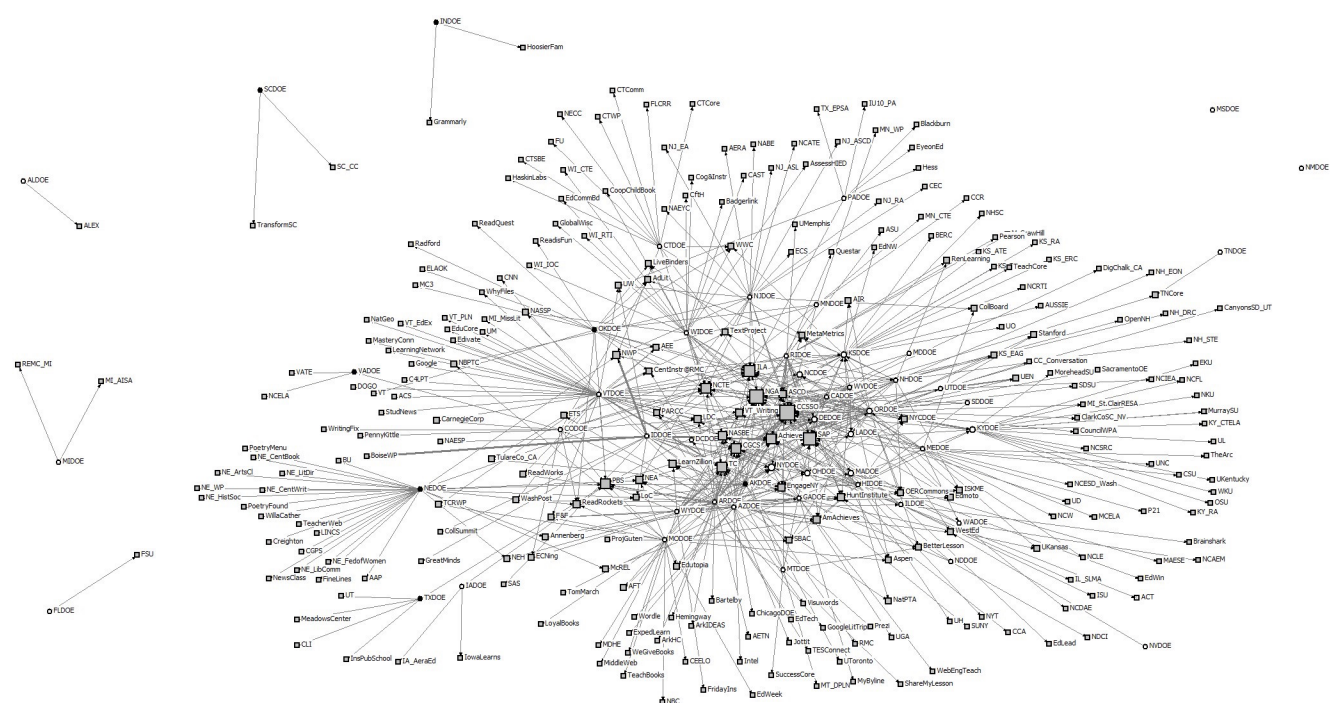 INDOE
HoosierFam
SCDOE
Grammarly
SC_CC
TransformSC
ALDOE
ALEX
MSDOE
NMDOE
TNDOE
CTComm
FLCRR
CTCore
TX_EPSA
IU10_PA
NECC
CTWP
NJ_EA
NABE
NCATE
NJ_ASCD
MN_WP
Blackburn
FU
AERA
EyeonEd
CTSBE
WI_CTE
Cog&Instr
CAST
NJ_ASL
AssessHIED
Hess
HaskinLabs
EdCommBd
CoopChildBook
CftH
Badgerlink
PADOE
NJ_RA
CEC
CCR
NAEYC
ReadQuest
GlobalWisc
UMemphis
ASU
MN_CTE
NHSC
ReadisFun
WI_RTI
CTDOE
WWC
ECS
Questar
EdNW
BERC
Pearson
KS_RA
KS_ATE
Radford
WI_IOC
LiveBinders
RenLearning
TeachCore
KS_ERC
ELAOK
CNN
AdLit
DigChalk_CA
NH_EON
MC3
WhyFiles
UW
NCRTI
TNCore
NASSP
NJDOE
MNDOE
AIR
CollBoard
AUSSIE
NH_DRC
CanyonsSD_UT
NatGeo
VT_EdEx
VT_PLN
MI_MissLit
OKDOE
WIDOE
TextProject
MetaMetrics
UO
OpenNH
Stanford
EduCore
UM
MasteryConn
Edivate
AEE
NH_STE
LearningNetwork
NWP
RIDOE
KSDOE
MDDOE
KS_EAG
CC_Conversation
EKU
Google
NBPTC
CentInstr@RMC
ILA
NCDOE
NHDOE
UEN
MoreheadSU
SacramentoOE
VATE
VADOE
DOGO
C4LPT
NCTE
NGA
ASCD
WVDOE
UTDOE
SDSU
NCIEA
NCFL
NKU
NCELA
VT
ACS
VTDOE
CADOE
SDDOE
MI_St.ClairRESA
MurraySU
StudNews
CarnegieCorp
ETS
PARCC
LDC
VT_Writing
CCSSO
DEDOE
ORDOE
NYCDOE
ClarkCoSC_NV
KY_CTELA
WritingFix
PennyKittle
CODOE
IDDOE
DCDOE
NASBE
Achieve
SAP
LADOE
KYDOE
CouncilWPA
UL
BU
BoiseWP
NAESP
CGCS
MEDOE
NCSRC
TheArc
TulareCo_CA
LearnZillion
TC
NYDOE
OHDOE
MADOE
UNC
CSU
UKentucky
ReadWorks
PBS
NEA
AKDOE
EngageNY
HIDOE
NCESD_Wash
WKU
PoetryMenu
NE_CentBook
NE_ArtsCl
NE_LitDir
NE_WP
NE_CentWrit
NE_HistSoc
NEDOE
TCRWP
WashPost
ReadRockets
LoC
ARDOE
AZDOE
GADOE
HuntInstitute
OERCommons
ISKME
Edmoto
ILDOE
UD
OSU
KY_RA
PoetryFound
WillaCather
WYDOE
AmAchieves
NCW
MCELA
P21
TeacherWeb
F&F
WADOE
WestEd
LINCS
Creighton
CollSummit
Annenberg
ProjGuten
MODOE
SBAC
BetterLesson
UKansas
Brainshark
CGPS
NE_FedofWomen
GreatMinds
NEH
ECNing
Edutopia
Aspen
NDDOE
NCLE
MAESE
NCAEM
NE_LibComm
McREL
MTDOE
NewsClass
FineLines
AAP
IADOE
SAS
AFT
IL_SLMA
EdWin
UT
TXDOE
TomMarch
Bartelby
Visuwords
NatPTA
ISU
ACT
MeadowsCenter
LoyalBooks
Wordle
Hemingway
ChicagoDOE
EdTech
GoogleLitTrip
Prezi
NYT
NCDAE
ExpedLearn
ArkIDEAS
UH
SUNY
CLI
MDHE
ArkHC
AETN
Jottit
RMC
UGA
CCA
EdLead
NDCI
NVDOE
InsPubSchool
IA_AeraEd
IowaLearns
WeGiveBooks
MiddleWeb
CEELO
Intel
TESConnect
UToronto
TeachBooks
SuccessCore
WebEngTeach
FridayIns
EdWeek
MT_DPLN
MyByline
ShareMyLesson
NBC
REMC_MI
MI_AISA
MIDOE
FSU
FLDOE